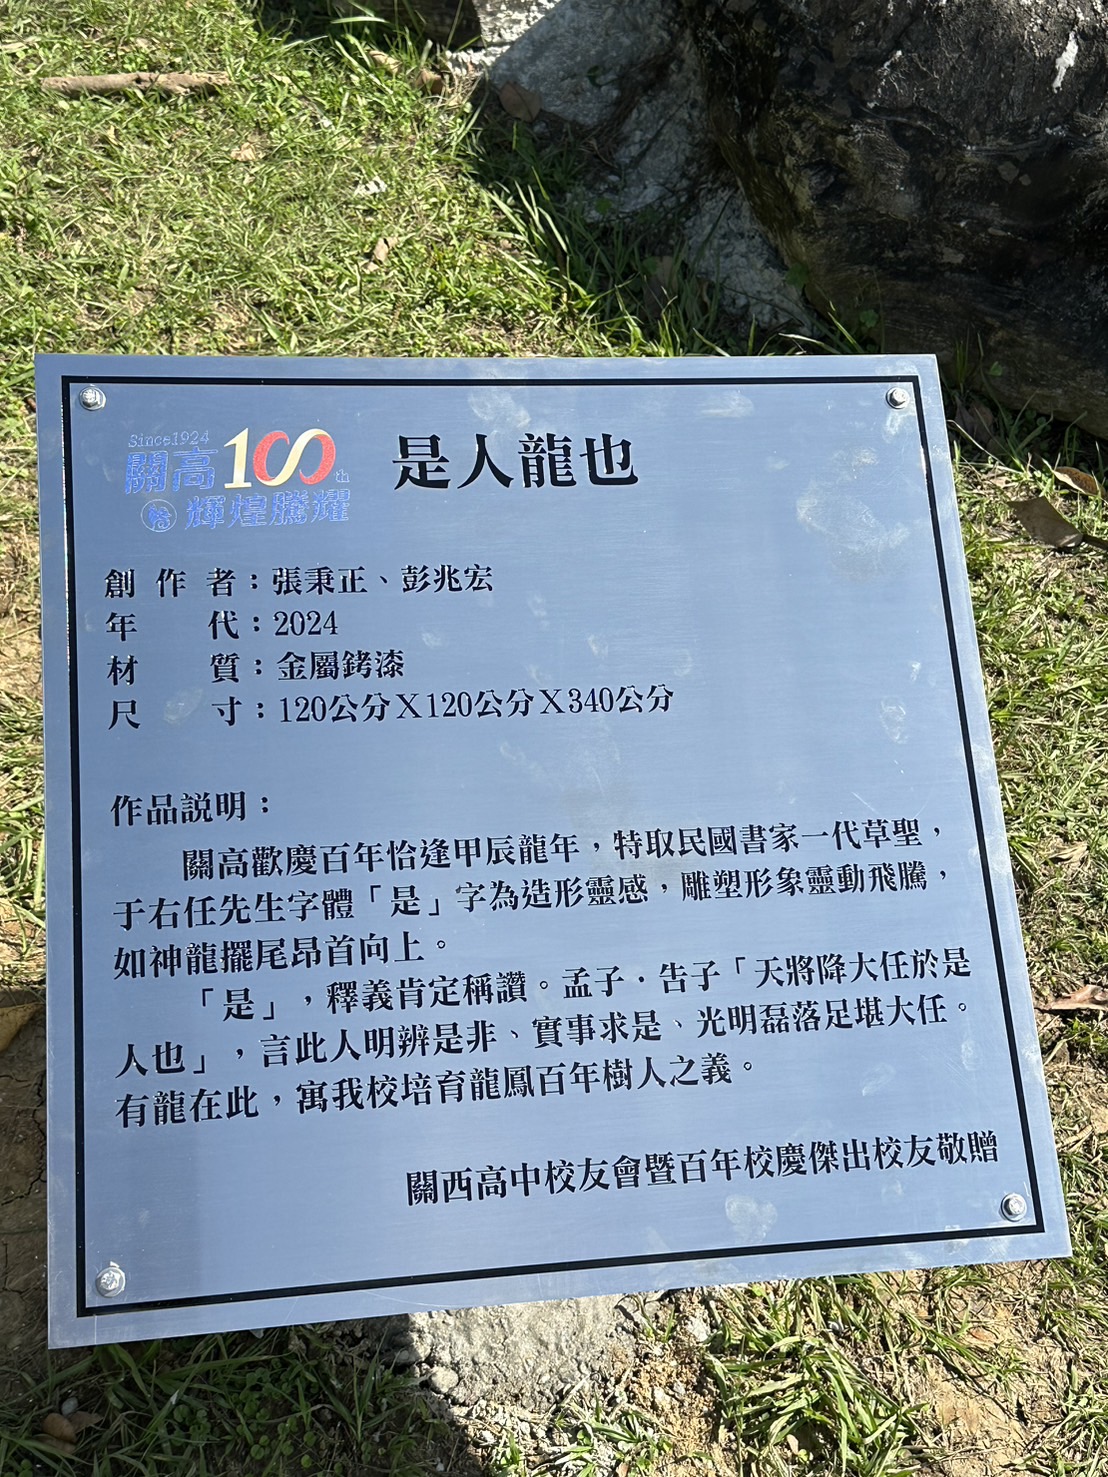 Since1924
關高100th
輝煌騰耀
是人龍也
創作者：張秉正、彭兆宏
年代：2024
材質：金屬銬漆
尺寸：120公分X120公分X340公分
作品説明：
關高歡慶百年恰逢甲辰龍年，特取民國書家一代草聖，
于右任先生字體「是」字為造形靈感，雕塑形象靈動飛騰，
如神龍擺尾昂首向上。
「是」，釋義肯定稱讚。孟子．告子「天將降大任於是
人也」，言此人明辨是非、實事求是、光明磊落足堪大任。
有龍在此，寓我校培育龍鳳百年樹人之義。
關西高中校友會暨百年校慶傑出校友敬贈